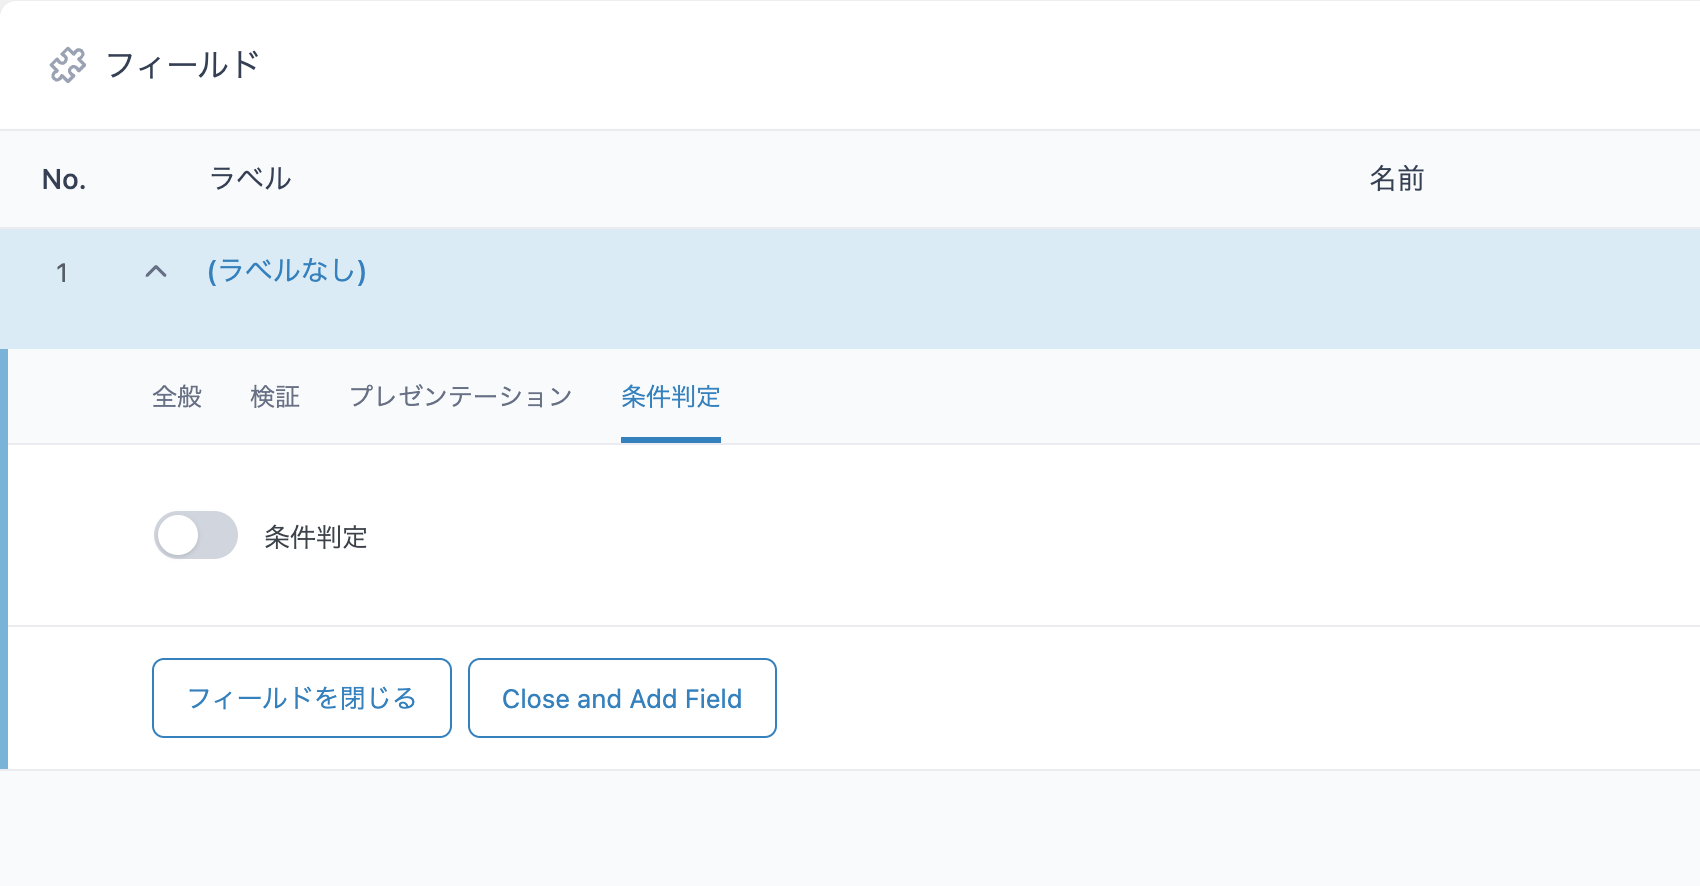 フィールド
No. ラベル 名前
1 (ラベルなし)
全般 検証 プレゼンテーション 条件判定
条件判定
フィールドを閉じる Close and Add Field